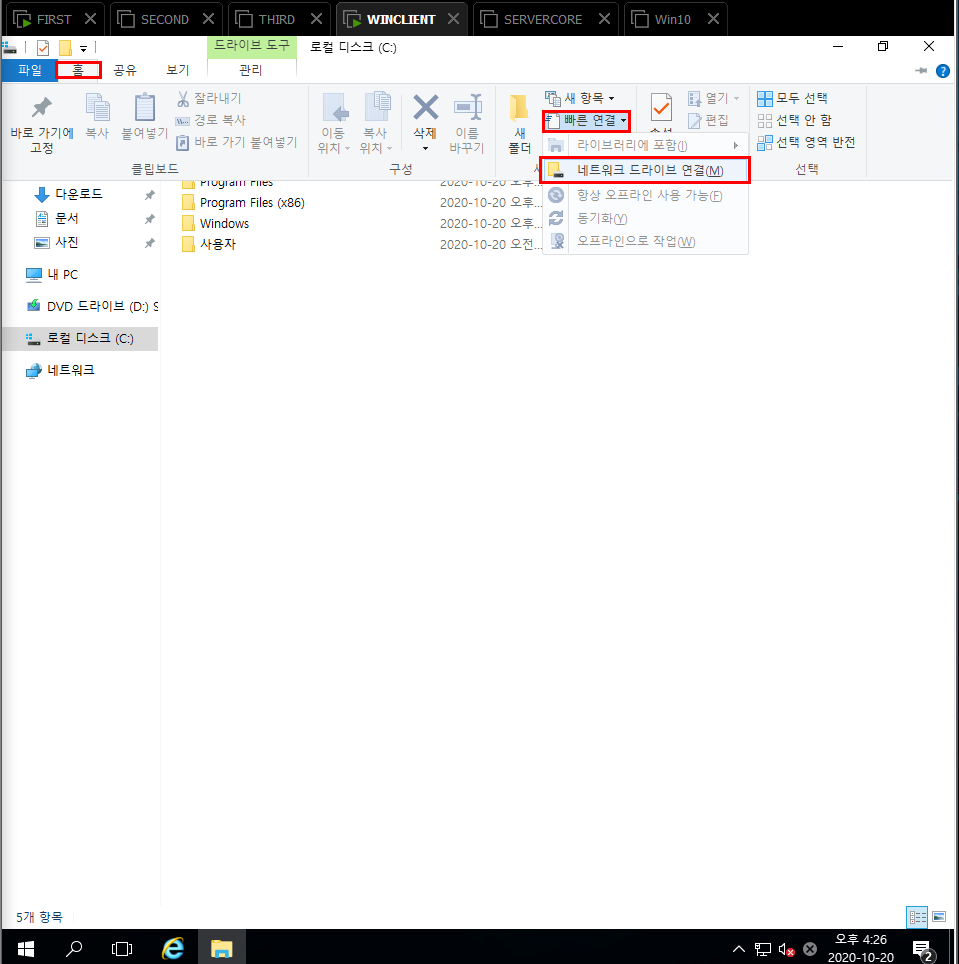 FIRST
SECOND
THIRD
WINCLIENT
SERVERCORE
Win10
드라이브 도구
로컬 디스크 (C:)
파일
홈
공유
보기
관리
바로 가기에
고정
복사
붙여넣기
잘라내기
경로 복사
바로 가기 붙여넣기
클립보드
이동
위치
복사
위치
삭제
이름
바꾸기
구성
새
폴더
새 항목
빠른 연결
열기
편집
모두 선택
선택 안 함
선택 영역 반전
선택
라이브러리에 포함(I)
네트워크 드라이브 연결(M)
항상 오프라인 사용 가능(F)
동기화(Y)
오프라인으로 작업(W)
다운로드
문서
사진
내 PC
DVD 드라이브 (D:) S
로컬 디스크 (C:)
네트워크
Program Files 2020-10-20 오후...
Program Files (x86) 2020-10-20 오후...
Windows 2020-10-20 오후...
사용자 2020-10-20 오전...
5개 항목
오후 4:26
2020-10-20
2